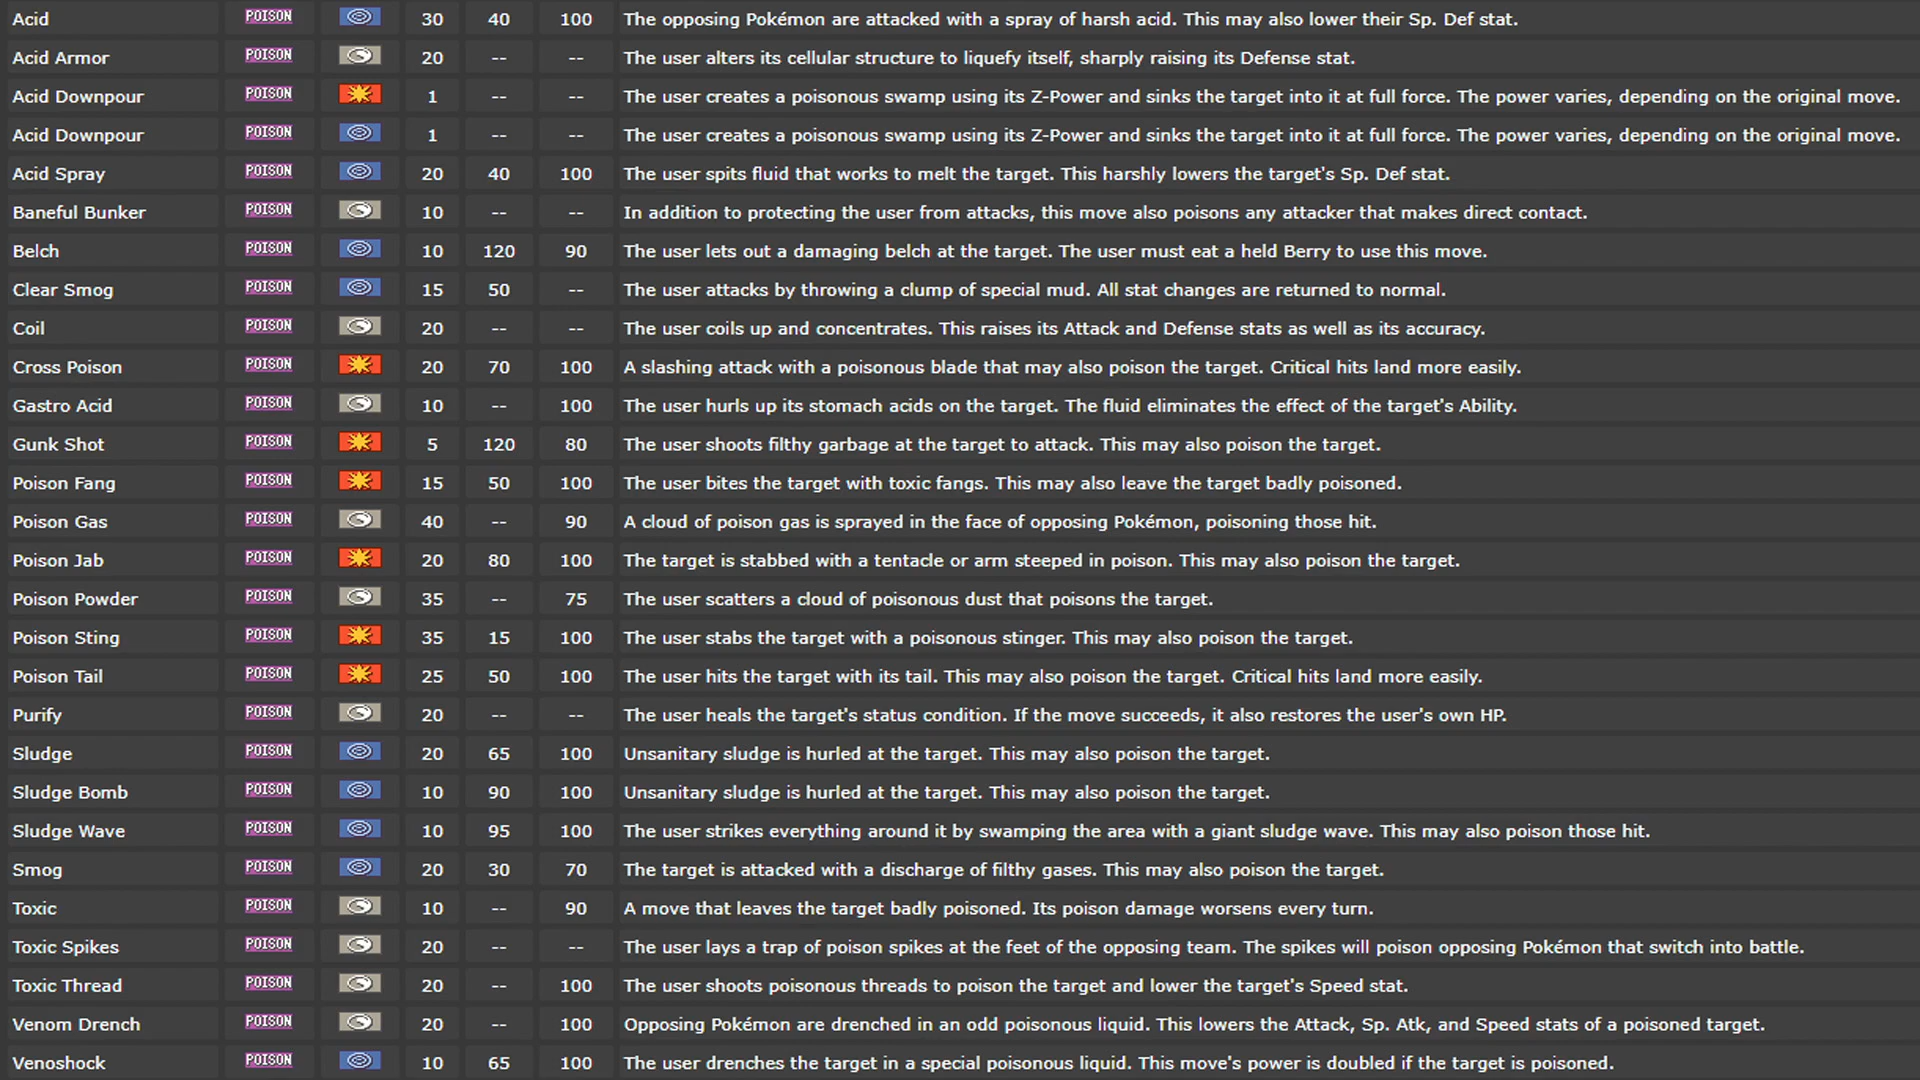 Acid POISON 30 40 100 The opposing Pokémon are attacked with a spray of harsh acid. This may also lower their Sp. Def stat.
Acid Armor POISON 20 -- -- The user alters its cellular structure to liquefy itself, sharply raising its Defense stat.
Acid Downpour POISON 1 -- -- The user creates a poisonous swamp using its Z-Power and sinks the target into it at full force. The power varies, depending on the original move.
Acid Downpour POISON 1 -- -- The user creates a poisonous swamp using its Z-Power and sinks the target into it at full force. The power varies, depending on the original move.
Acid Spray POISON 20 40 100 The user spits fluid that works to melt the target. This harshly lowers the target's Sp. Def stat.
Baneful Bunker POISON 10 -- -- In addition to protecting the user from attacks, this move also poisons any attacker that makes direct contact.
Belch POISON 10 120 90 The user lets out a damaging belch at the target. The user must eat a held Berry to use this move.
Clear Smog POISON 15 50 -- The user attacks by throwing a clump of special mud. All stat changes are returned to normal.
Coil POISON 20 -- -- The user coils up and concentrates. This raises its Attack and Defense stats as well as its accuracy.
Cross Poison POISON 20 70 100 A slashing attack with a poisonous blade that may also poison the target. Critical hits land more easily.
Gastro Acid POISON 10 -- 100 The user hurls up its stomach acids on the target. The fluid eliminates the effect of the target's Ability.
Gunk Shot POISON 5 120 80 The user shoots filthy garbage at the target to attack. This may also poison the target.
Poison Fang POISON 15 50 100 The user bites the target with toxic fangs. This may also leave the target badly poisoned.
Poison Gas POISON 40 -- 90 A cloud of poison gas is sprayed in the face of opposing Pokémon, poisoning those hit.
Poison Jab POISON 20 80 100 The target is stabbed with a tentacle or arm steeped in poison. This may also poison the target.
Poison Powder POISON 35 -- 75 The user scatters a cloud of poisonous dust that poisons the target.
Poison Sting POISON 35 15 100 The user stabs the target with a poisonous stinger. This may also poison the target.
Poison Tail POISON 25 50 100 The user hits the target with its tail. This may also poison the target. Critical hits land more easily.
Purify POISON 20 -- -- The user heals the target's status condition. If the move succeeds, it also restores the user's own HP.
Sludge POISON 20 65 100 Unsanitary sludge is hurled at the target. This may also poison the target.
Sludge Bomb POISON 10 90 100 Unsanitary sludge is hurled at the target. This may also poison the target.
Sludge Wave POISON 10 95 100 The user strikes everything around it by swamping the area with a giant sludge wave. This may also poison those hit.
Smog POISON 20 30 70 The target is attacked with a discharge of filthy gases. This may also poison the target.
Toxic POISON 10 -- 90 A move that leaves the target badly poisoned. Its poison damage worsens every turn.
Toxic Spikes POISON 20 -- -- The user lays a trap of poison spikes at the feet of the opposing team. The spikes will poison opposing Pokémon that switch into battle.
Toxic Thread POISON 20 -- 100 The user shoots poisonous threads to poison the target and lower the target's Speed stat.
Venom Drench POISON 20 -- 100 Opposing Pokémon are drenched in an odd poisonous liquid. This lowers the Attack, Sp. Atk, and Speed stats of a poisoned target.
Venoshock POISON 10 65 100 The user drenches the target in a special poisonous liquid. This move's power is doubled if the target is poisoned.